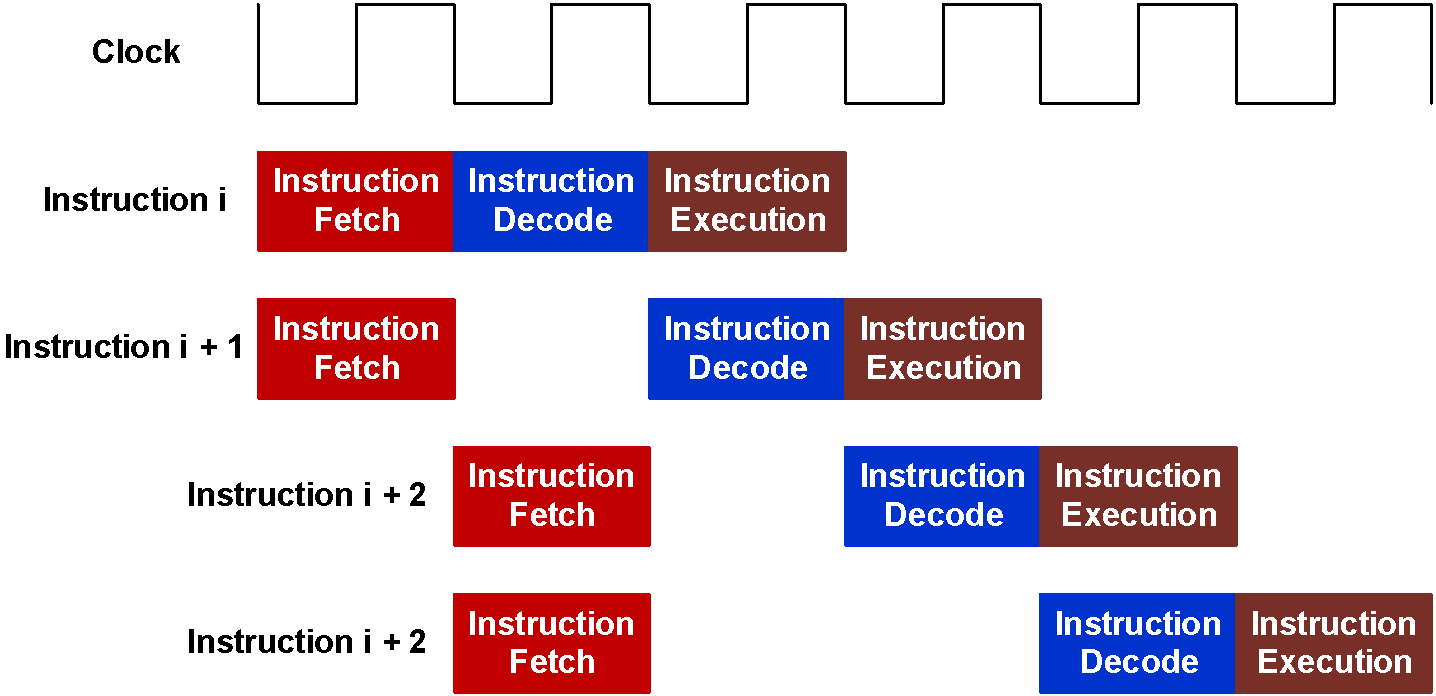 Clock
Instruction i
Instruction
Fetch
Instruction
Decode
Instruction
Execution
Instruction i + 1
Instruction
Fetch
Instruction
Decode
Instruction
Execution
Instruction i + 2
Instruction
Fetch
Instruction
Decode
Instruction
Execution
Instruction i + 2
Instruction
Fetch
Instruction
Decode
Instruction
Execution